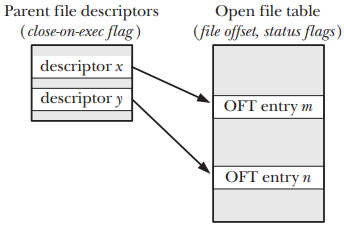 Parent file descriptors
(close-on-exec flag)
descriptor x
descriptor y
Open file table
(file offset, status flags)
OFT entry m
OFT entry n